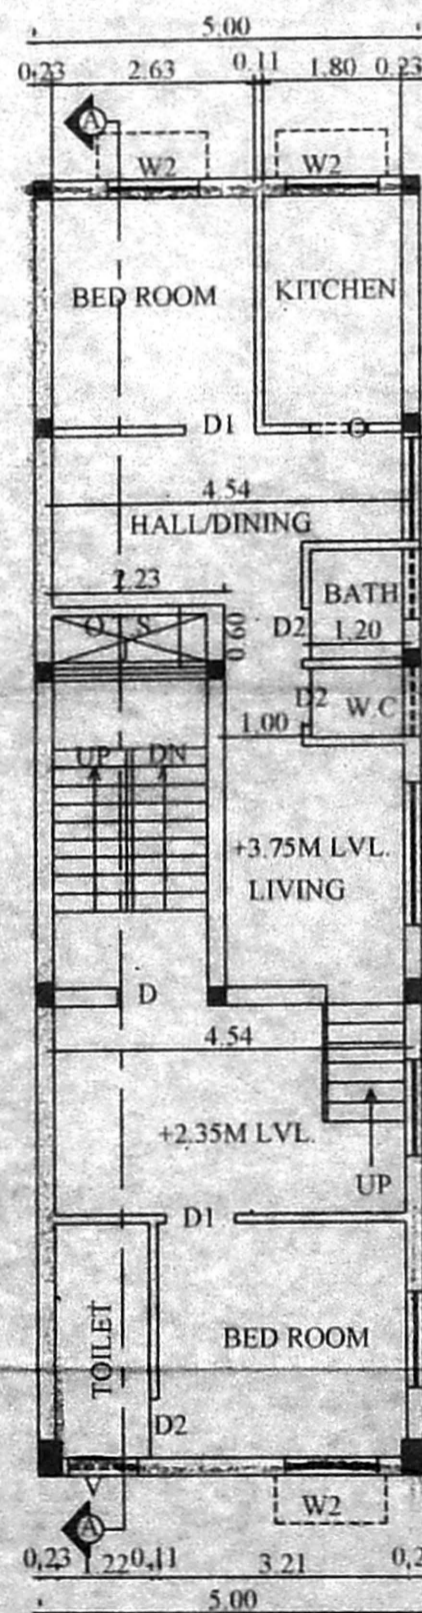 5.00
0.23 2.63 0.11 1.80 0.23
A
W2 W2
BED ROOM KITCHEN
D1
4.54
HALL/DINING
2.23
BATH
O S 0.60 D2 1.20
D2 W.C
1.00
UP DN
+3.75M LVL.
LIVING
D
4.54
+2.35M LVL.
UP
D1
TOILET
BED ROOM
D2
V
W2
A
0.23 1.22 0.11 3.21 0.2
5.00